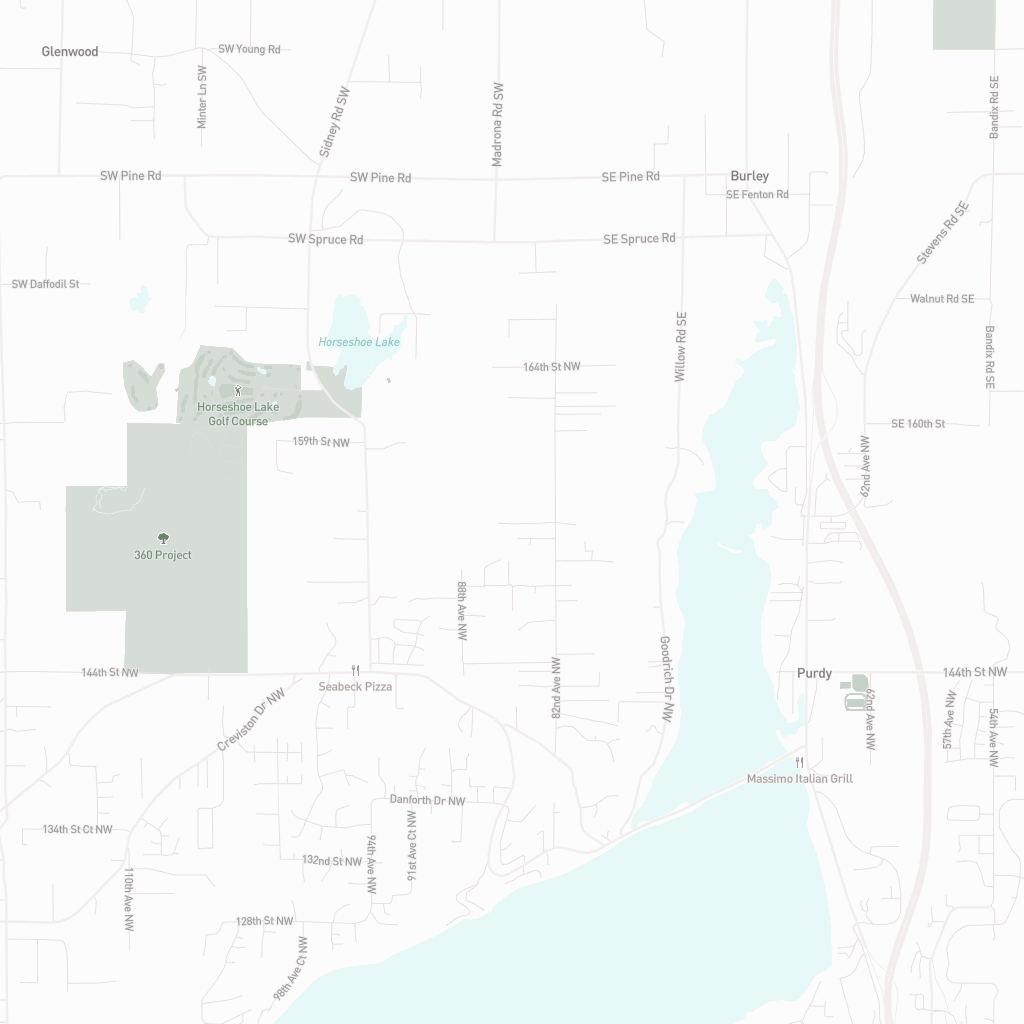 Glenwood
SW Young Rd
Minter Ln SW
Sidney Rd SW
Madrona Rd SW
Bendix Rd SE
SW Pine Rd
SW Pine Rd
SE Pine Rd
Burley
SE Fenton Rd
Stevens Rd SE
SW Spruce Rd
SE Spruce Rd
SW Daffodil St
Walnut Rd SE
Horseshoe Lake
Willow Rd SE
Bandix Rd SE
164th St NW
Horseshoe Lake
Golf Course
159th St NW
SE 160th St
62nd Ave NW
360 Project
88th Ave NW
Goodrich Dr NW
144th St NW
Seabeck Pizza
82nd Ave NW
Purdy
144th St NW
Creviston Dr NW
62nd Ave NW
57th Ave NW
54th Ave NW
Massimo Italian Grill
Danforth Dr NW
134th St Ct NW
91st Ave Ct NW
94th Ave NW
132nd St NW
110th Ave NW
128th St NW
98th Ave Ct NW